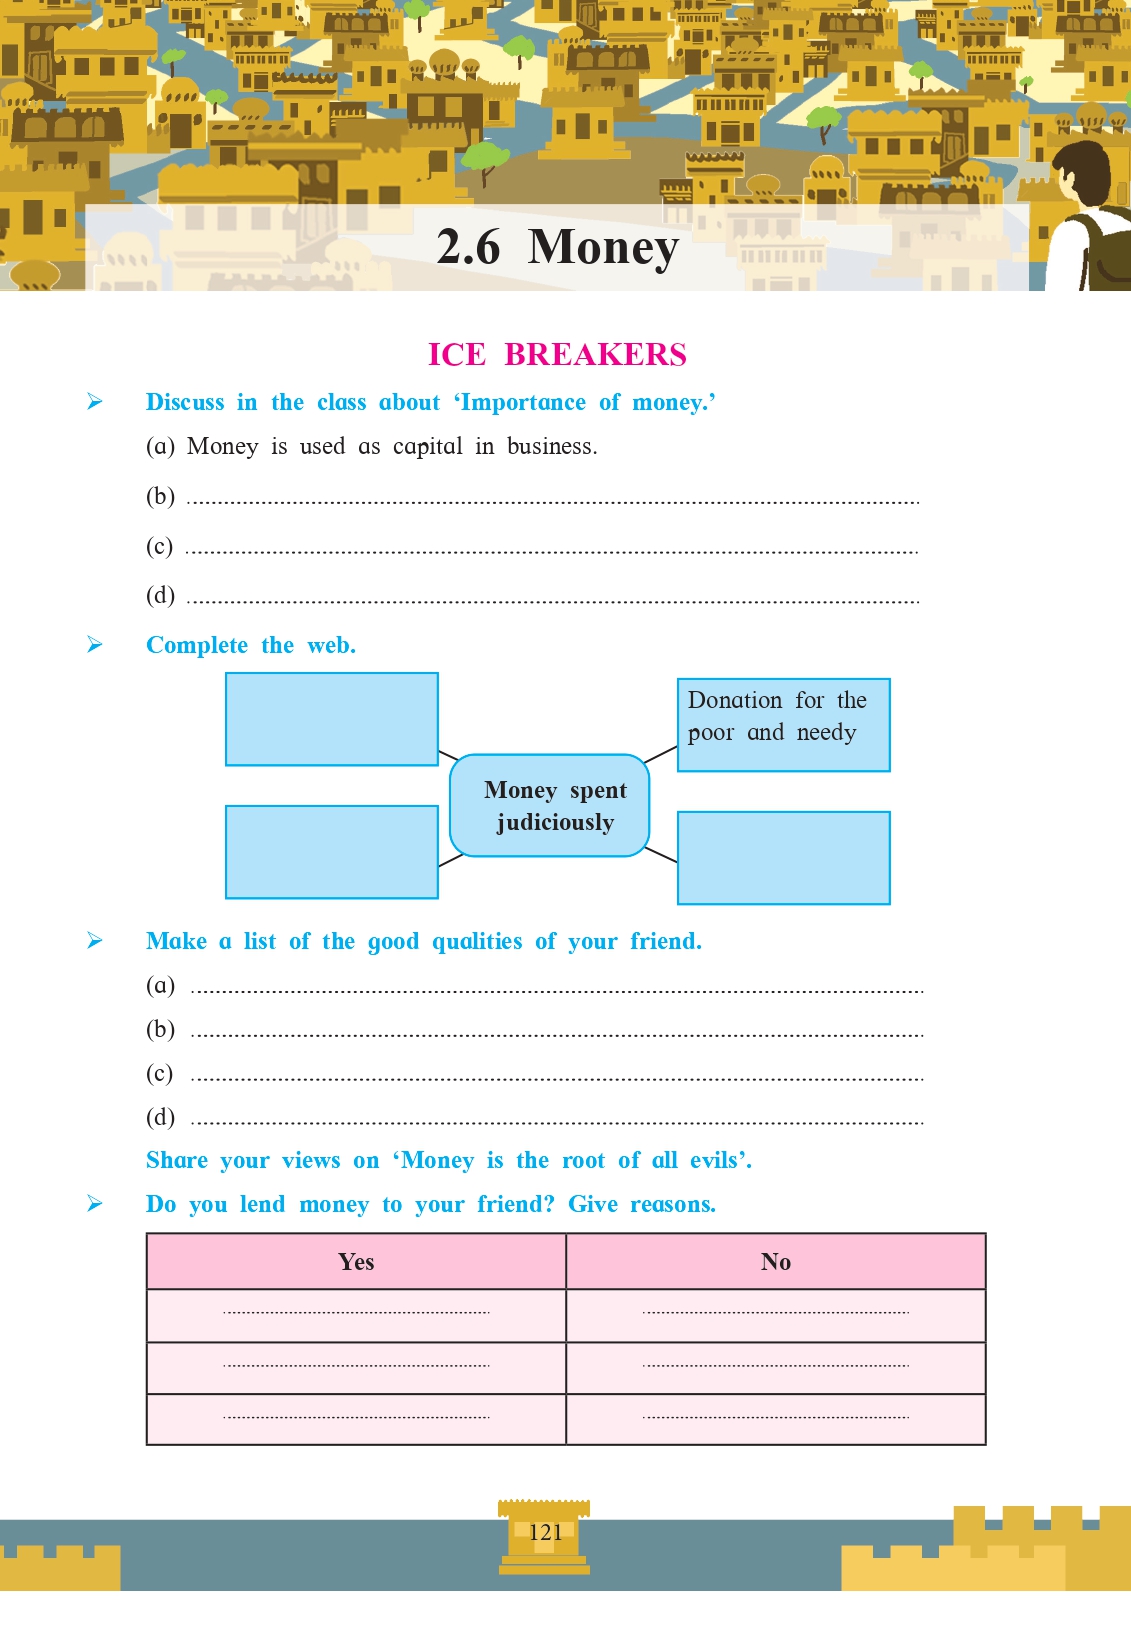 2.6 Money
ICE BREAKERS
➢ Discuss in the class about ‘Importance of money.’
(a) Money is used as capital in business.
(b) ................................................................
(c) ................................................................
(d) ................................................................
➢ Complete the web.
Donation for the
poor and needy
Money spent
judiciously
➢ Make a list of the good qualities of your friend.
(a) ................................................................
(b) ................................................................
(c) ................................................................
(d) ................................................................
Share your views on ‘Money is the root of all evils’.
➢ Do you lend money to your friend? Give reasons.
Yes No
121